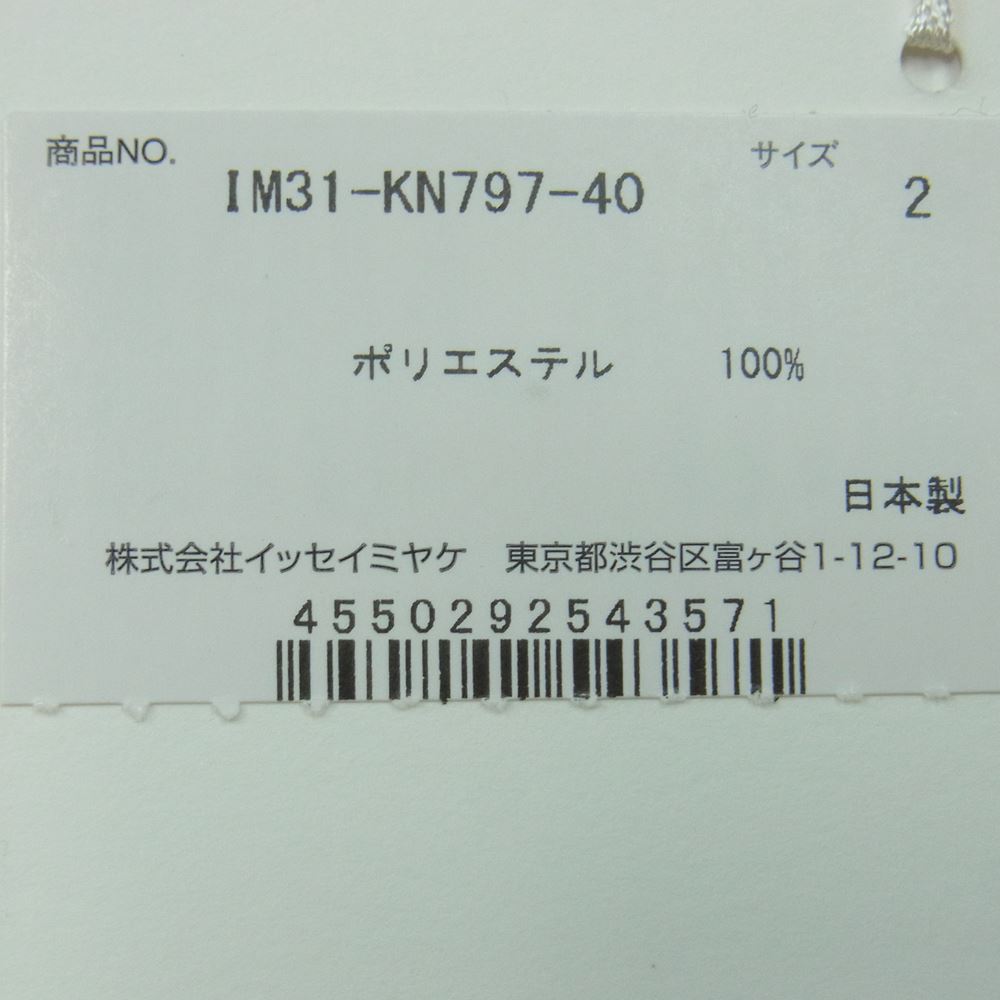 商品NO. サイズ
IM31-KN797-40 2
ポリエステル 100%
日本製
株式会社イッセイミヤケ 東京都渋谷区富ヶ谷1-12-10
4550292543571